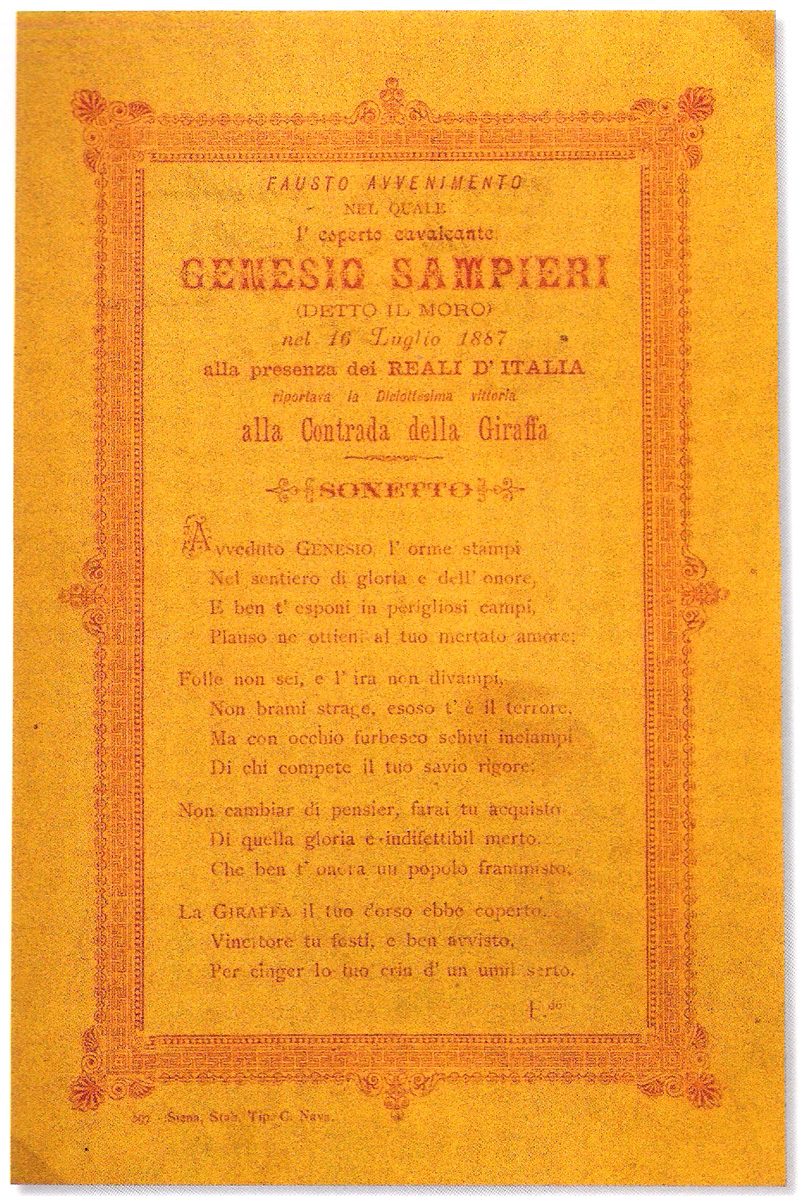 FAUSTO AVVENIMENTO
NEL QUALE
l' esperto cavalcante
GENESIO SAMPIERI
(DETTO IL MORO)
nel 16 Luglio 1887
alla presenza dei REALI D' ITALIA
riportava la Diciottesima vittoria
alla Contrada della Giraffa
SONETTO
Avveduto GENESIO, l' orme stampi
Nel sentiero di gloria e dell' onore,
E ben t' esponi in perigliosi campi,
Plauso ne ottieni al tuo mertato amore;
Folle non sei, e l' ira non divampi,
Non brami strage, esoso t' è il terrore,
Ma con occhio furbesco schivi inciampi
Di chi compete il tuo savio rigore;
Non cambiar di pensier, farai tu acquisto
Di quella gloria e indifettibil merto,
Che ben t' onora un popolo frammisto;
La GIRAFFA il tuo dorso ebbe coperto,
Vincitore tu festi, e ben avvisto,
Per cinger lo tuo crin d' un umil serto.
297 - Siena, Stab. Tip. C. Nava.